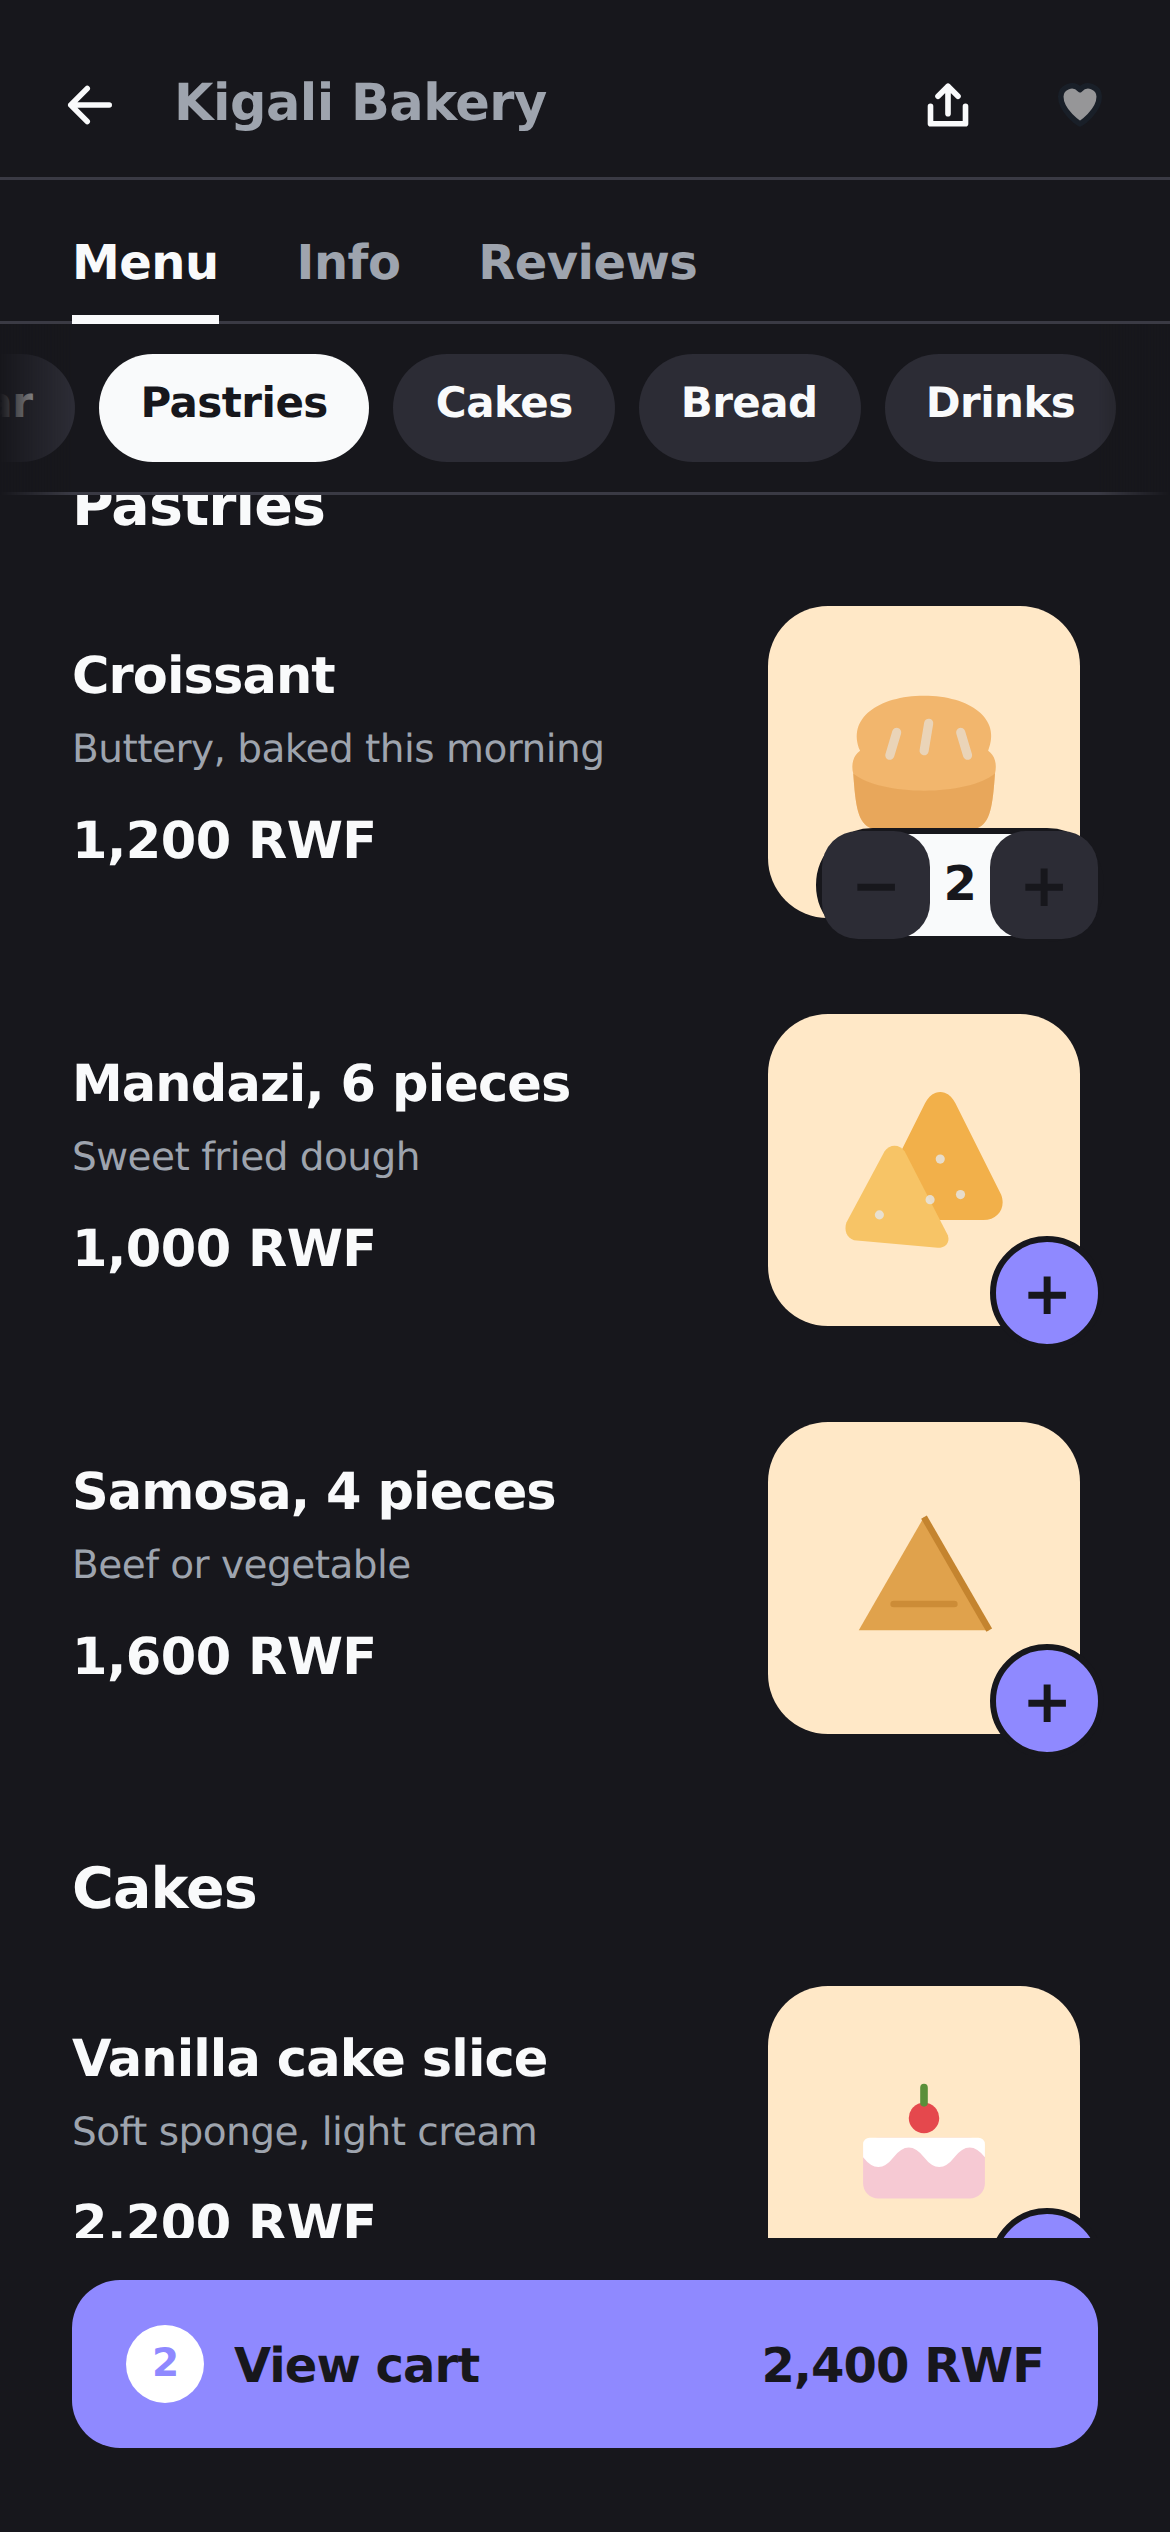 Kigali Bakery
Menu Info Reviews
Pastries Cakes Bread Drinks
Pastries
Croissant
Buttery, baked this morning
1,200 RWF
− 2 +
Mandazi, 6 pieces
Sweet fried dough
1,000 RWF
+
Samosa, 4 pieces
Beef or vegetable
1,600 RWF
+
Cakes
Vanilla cake slice
Soft sponge, light cream
2,200 RWF
2 View cart 2,400 RWF